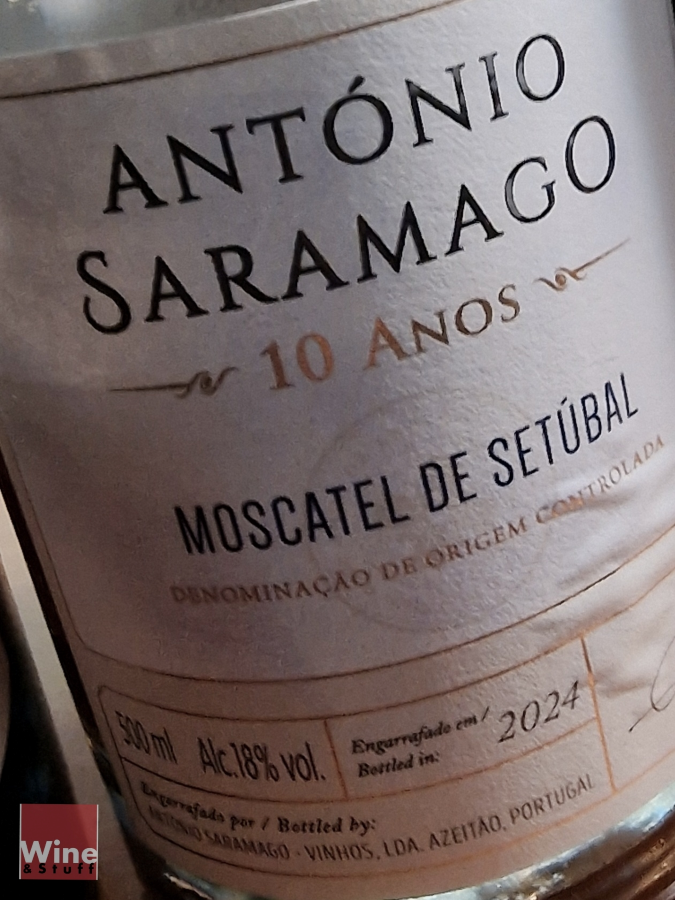 ANTÓNIO
SARAMAGO
10 ANOS
MOSCATEL DE SETÚBAL
DENOMINAÇÃO DE ORIGEM CONTROLADA
500 ml Alc.18% vol.
Engarrafado em /
Bottled in:
2024
Engarrafado por / Bottled by:
ANTÓNIO SARAMAGO - VINHOS, LDA. AZEITÃO, PORTUGAL
Wine
& Stuff